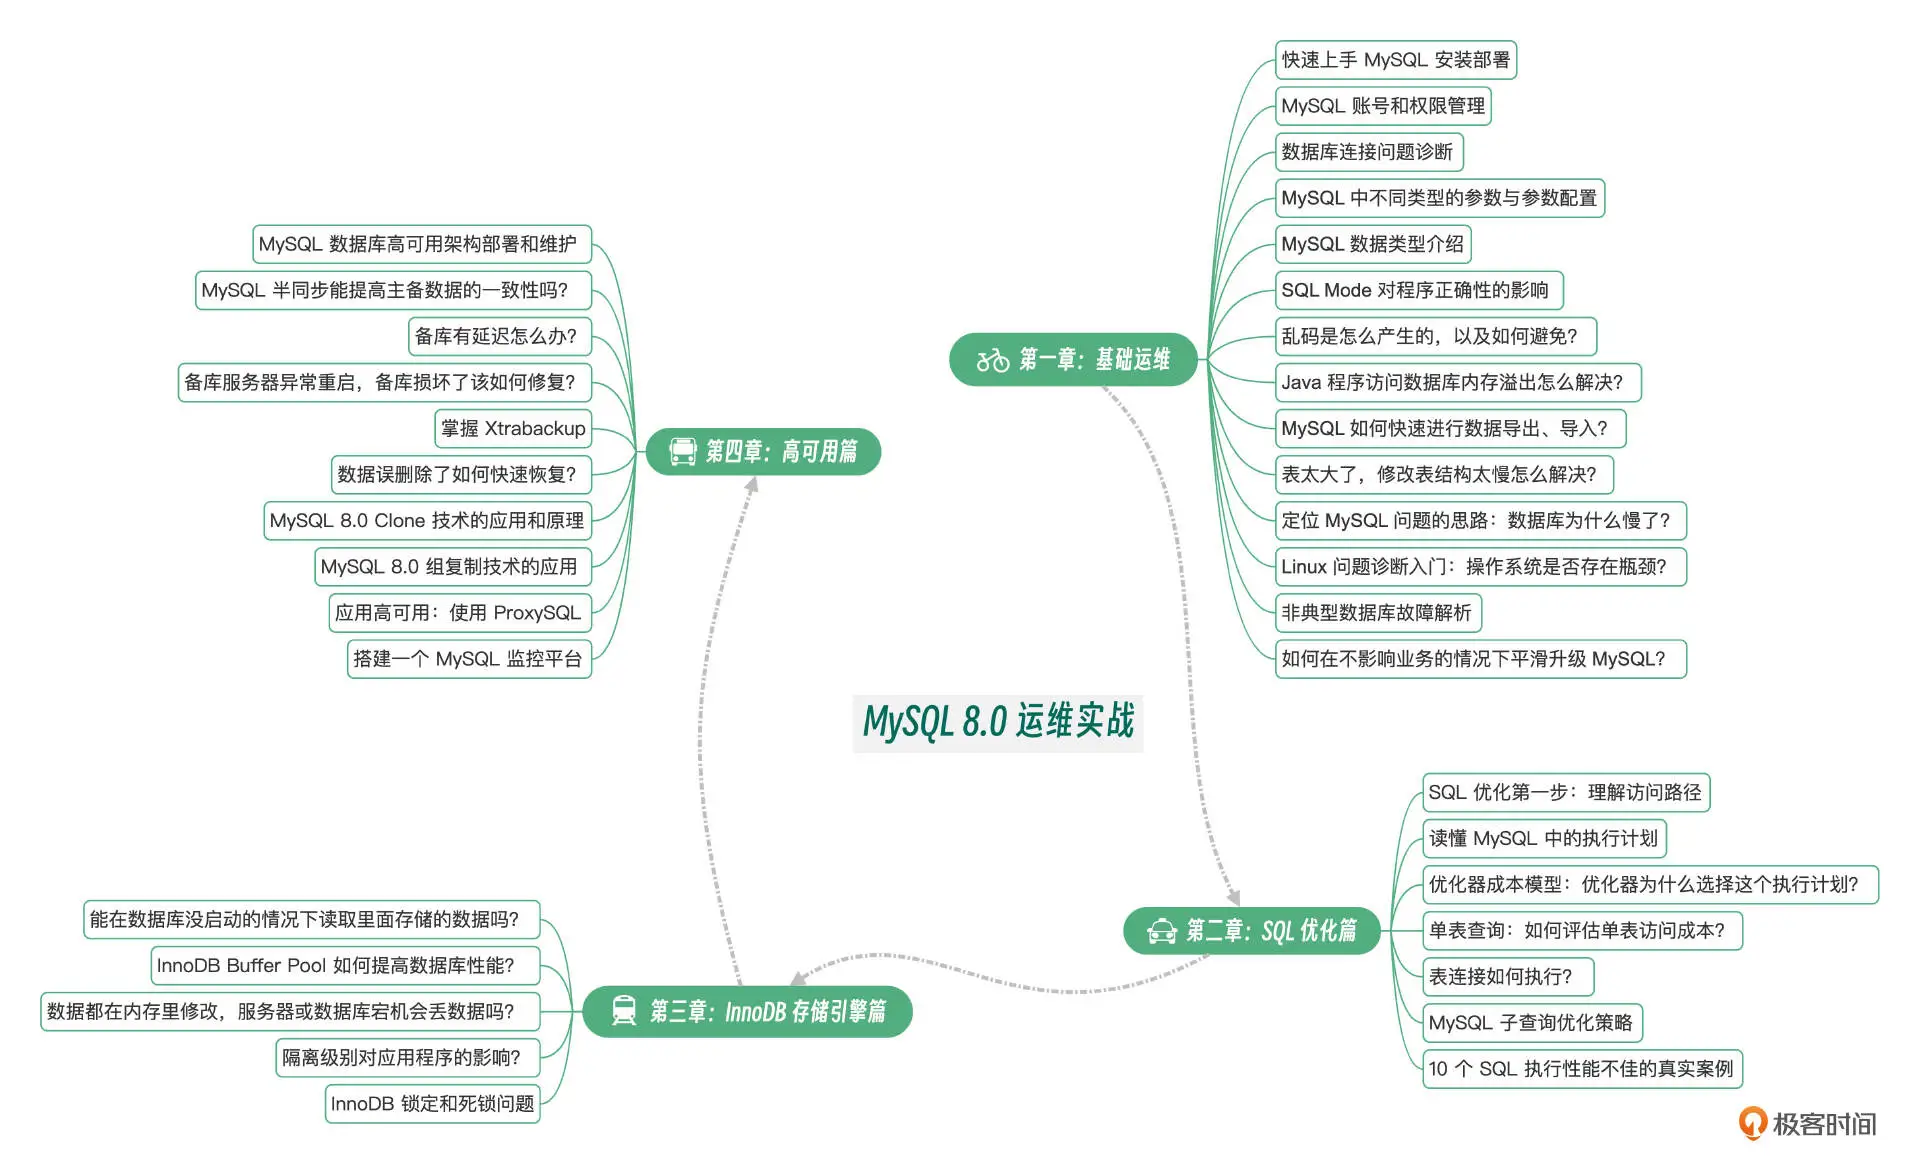 MySQL 8.0 运维实战
第一章：基础运维
快速上手 MySQL 安装部署
MySQL 账号和权限管理
数据库连接问题诊断
MySQL 中不同类型的参数与参数配置
MySQL 数据类型介绍
SQL Mode 对程序正确性的影响
乱码是怎么产生的，以及如何避免？
Java 程序访问数据库内存溢出怎么解决？
MySQL 如何快速进行数据导出、导入？
表太大了，修改表结构太慢怎么解决？
定位 MySQL 问题的思路：数据库为什么慢了？
Linux 问题诊断入门：操作系统是否存在瓶颈？
非典型数据库故障解析
如何在不影响业务的情况下平滑升级 MySQL？
第二章：SQL 优化篇
SQL 优化第一步：理解访问路径
读懂 MySQL 中的执行计划
优化器成本模型：优化器为什么选择这个执行计划？
单表查询：如何评估单表访问成本？
表连接如何执行？
MySQL 子查询优化策略
10 个 SQL 执行性能不佳的真实案例
第三章：InnoDB 存储引擎篇
能在数据库没启动的情况下读取里面存储的数据吗？
InnoDB Buffer Pool 如何提高数据库性能？
数据都在内存里修改，服务器或数据库宕机会丢数据吗？
隔离级别对应用程序的影响？
InnoDB 锁定和死锁问题
第四章：高可用篇
MySQL 数据库高可用架构部署和维护
MySQL 半同步能提高主备数据的一致性吗？
备库有延迟怎么办？
备库服务器异常重启，备库损坏了该如何修复？
掌握 Xtrabackup
数据误删除了如何快速恢复？
MySQL 8.0 Clone 技术的应用和原理
MySQL 8.0 组复制技术的应用
应用高可用：使用 ProxySQL
搭建一个 MySQL 监控平台
极客时间